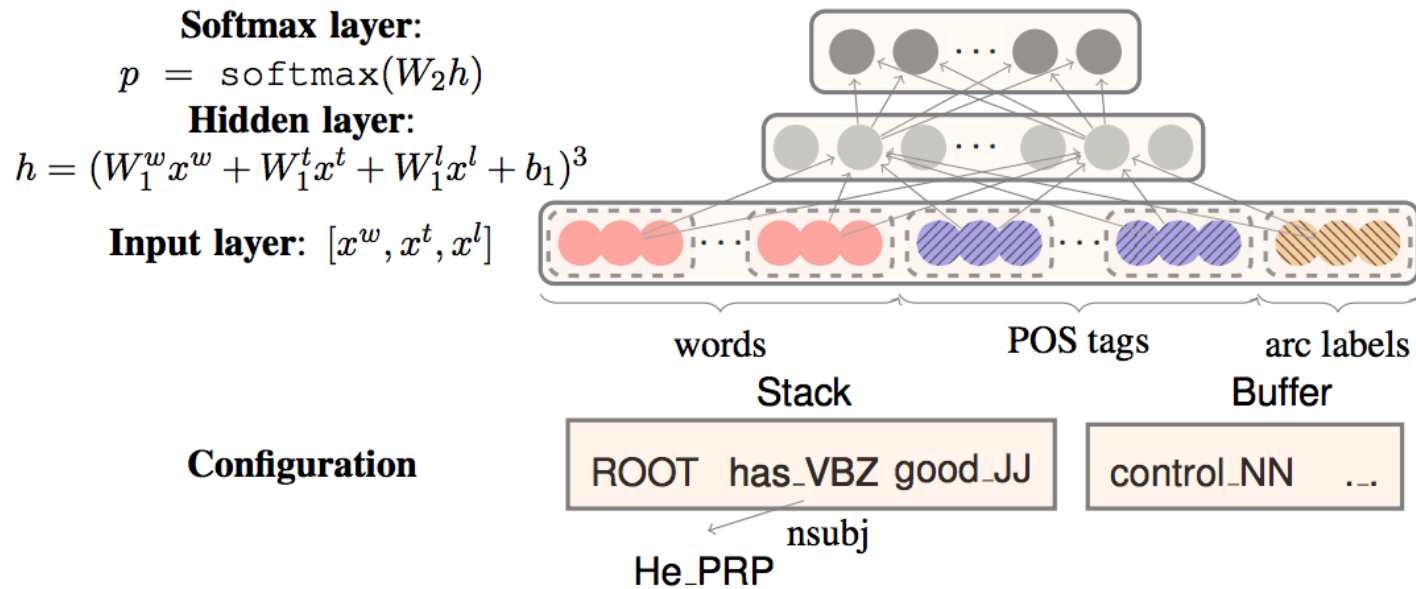 Softmax layer:
p = softmax(W₂h)
Hidden layer:
h = (W₁ʷxʷ + W₁ᵗxᵗ + W₁ˡxˡ + b₁)³
Input layer: [xʷ, xᵗ, xˡ]
... ...
... ...
words POS tags arc labels
Stack Buffer
Configuration
ROOT has_VBZ good_JJ control_NN ._.
nsubj
He_PRP